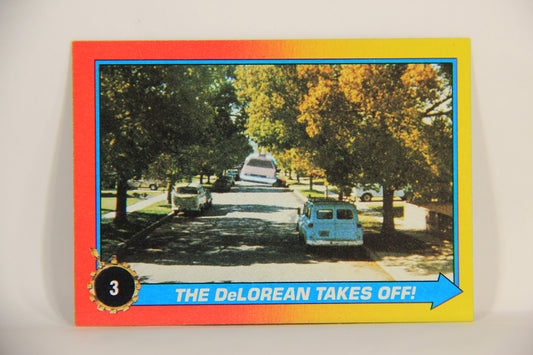 3
THE DeLOREAN TAKES OFF!